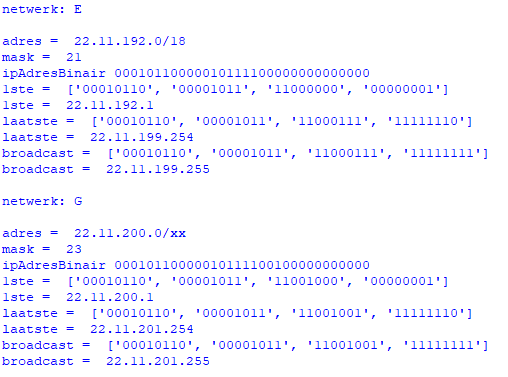 netwerk: E
adres =  22.11.192.0/18
mask =  21
ipAdresBinair 00010110000010111100000000000000
1ste =  ['00010110', '00001011', '11000000', '00000001']
1ste =  22.11.192.1
laatste =  ['00010110', '00001011', '11000111', '11111110']
laatste =  22.11.199.254
broadcast =  ['00010110', '00001011', '11000111', '11111111']
broadcast =  22.11.199.255
netwerk: G
adres =  22.11.200.0/xx
mask =  23
ipAdresBinair 00010110000010111100100000000000
1ste =  ['00010110', '00001011', '11001000', '00000001']
1ste =  22.11.200.1
laatste =  ['00010110', '00001011', '11001001', '11111110']
laatste =  22.11.201.254
broadcast =  ['00010110', '00001011', '11001001', '11111111']
broadcast =  22.11.201.255